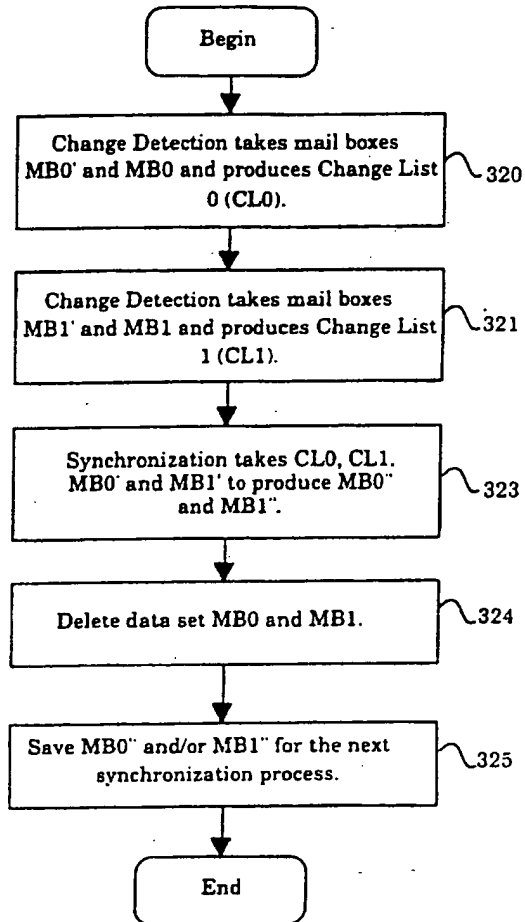 Begin
Change Detection takes mail boxes
MB0' and MB0 and produces Change List
0 (CL0).
320
Change Detection takes mail boxes
MB1' and MB1 and produces Change List
1 (CL1).
321
Synchronization takes CL0, CL1.
MB0' and MB1' to produce MB0''
and MB1''.
323
Delete data set MB0 and MB1.
324
Save MB0'' and/or MB1'' for the next
synchronization process.
325
End